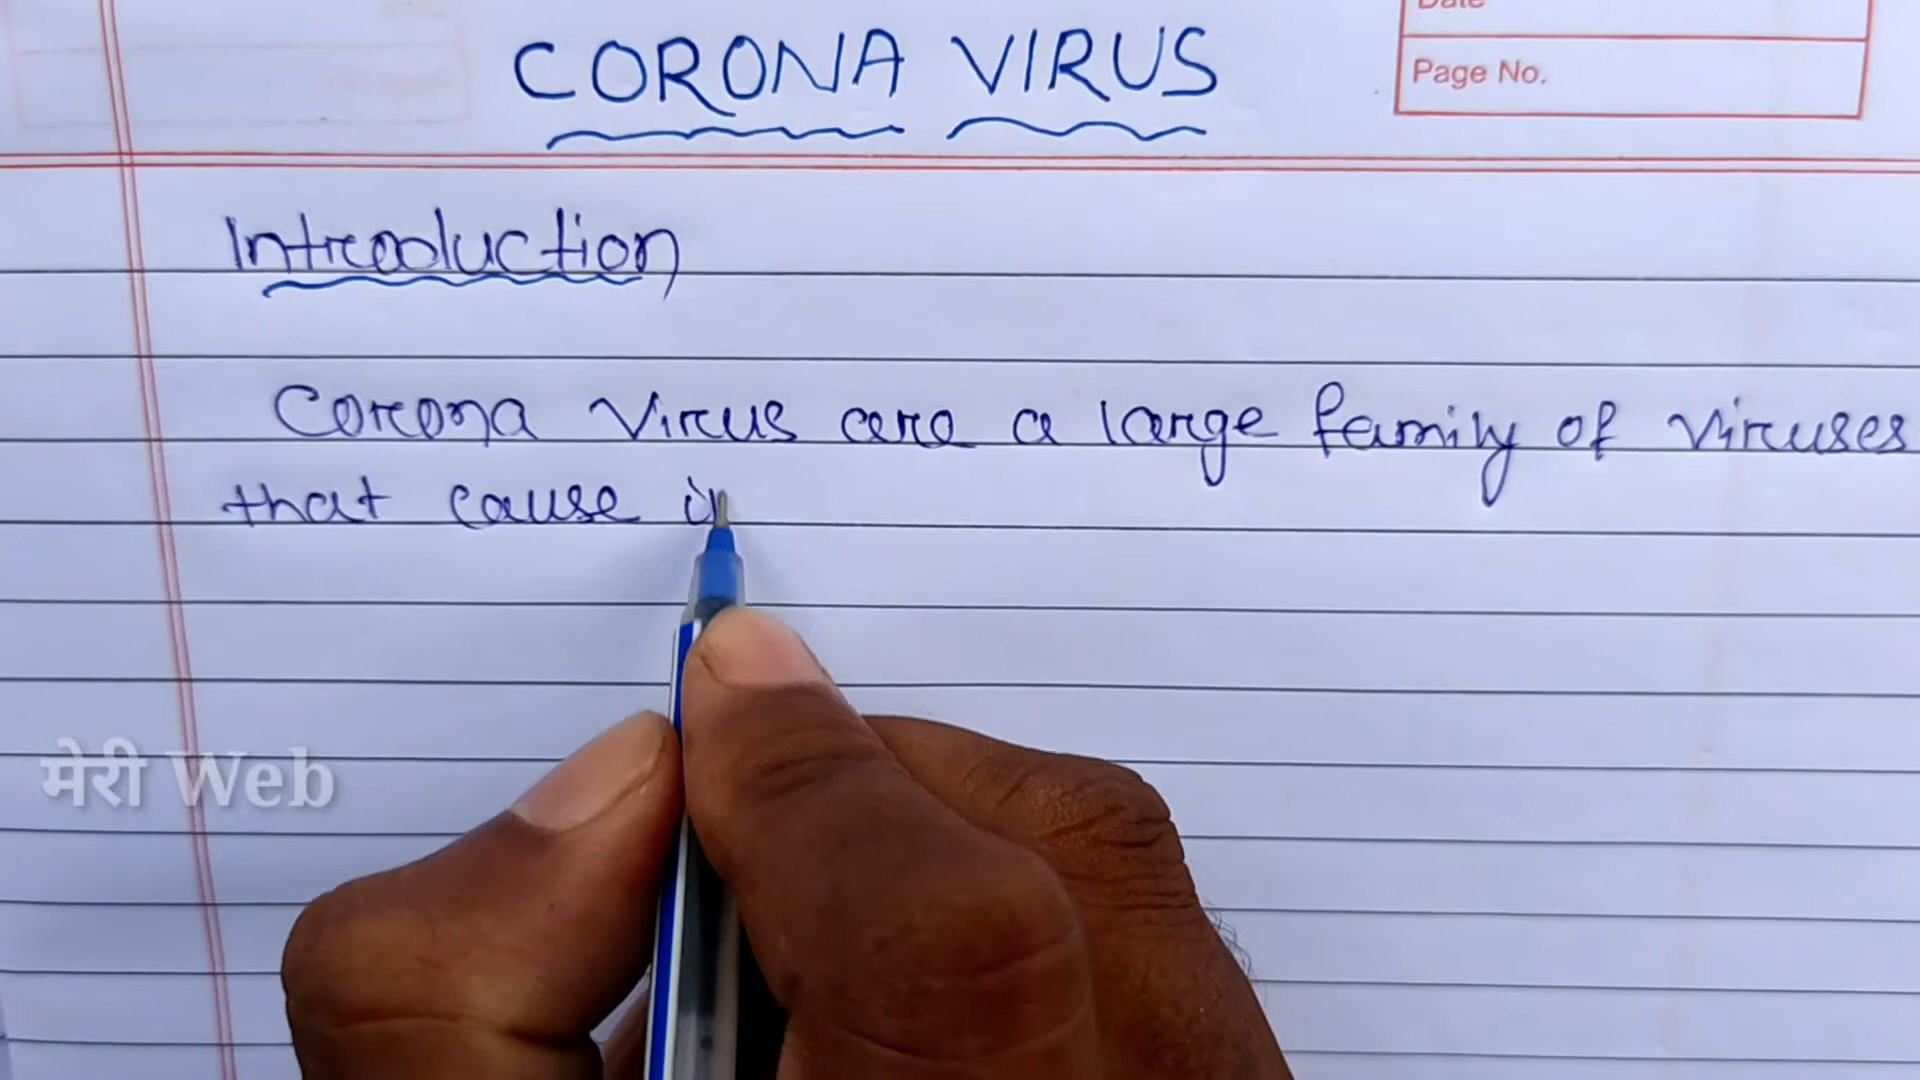 Date
CORONA VIRUS
Page No.
Introduction
Corona Virus are a large family of viruses
that cause
मेरी Web